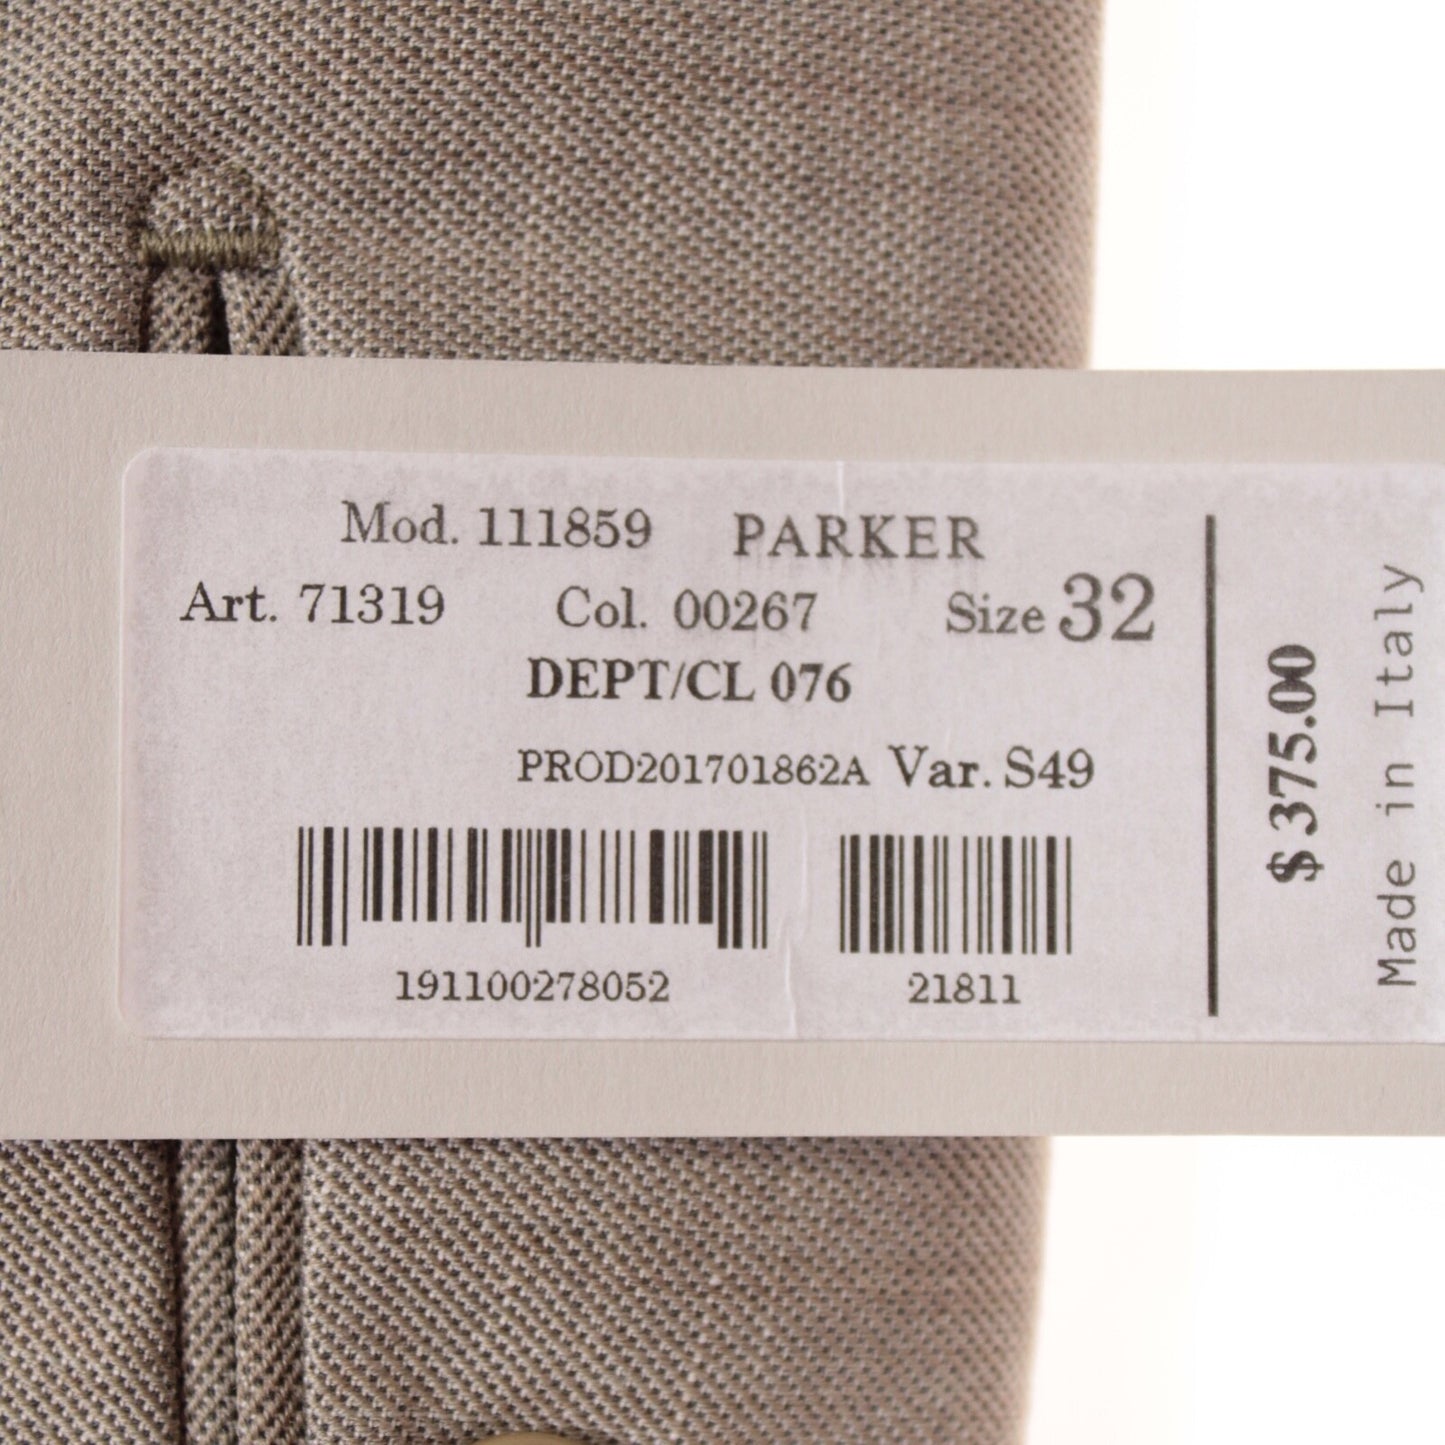 Mod. 111859 PARKER
Art. 71319 Col. 00267 Size 32
DEPT/CL 076
PROD201701862A Var. S49
191100278052 21811
$ 375.00
Made in Italy